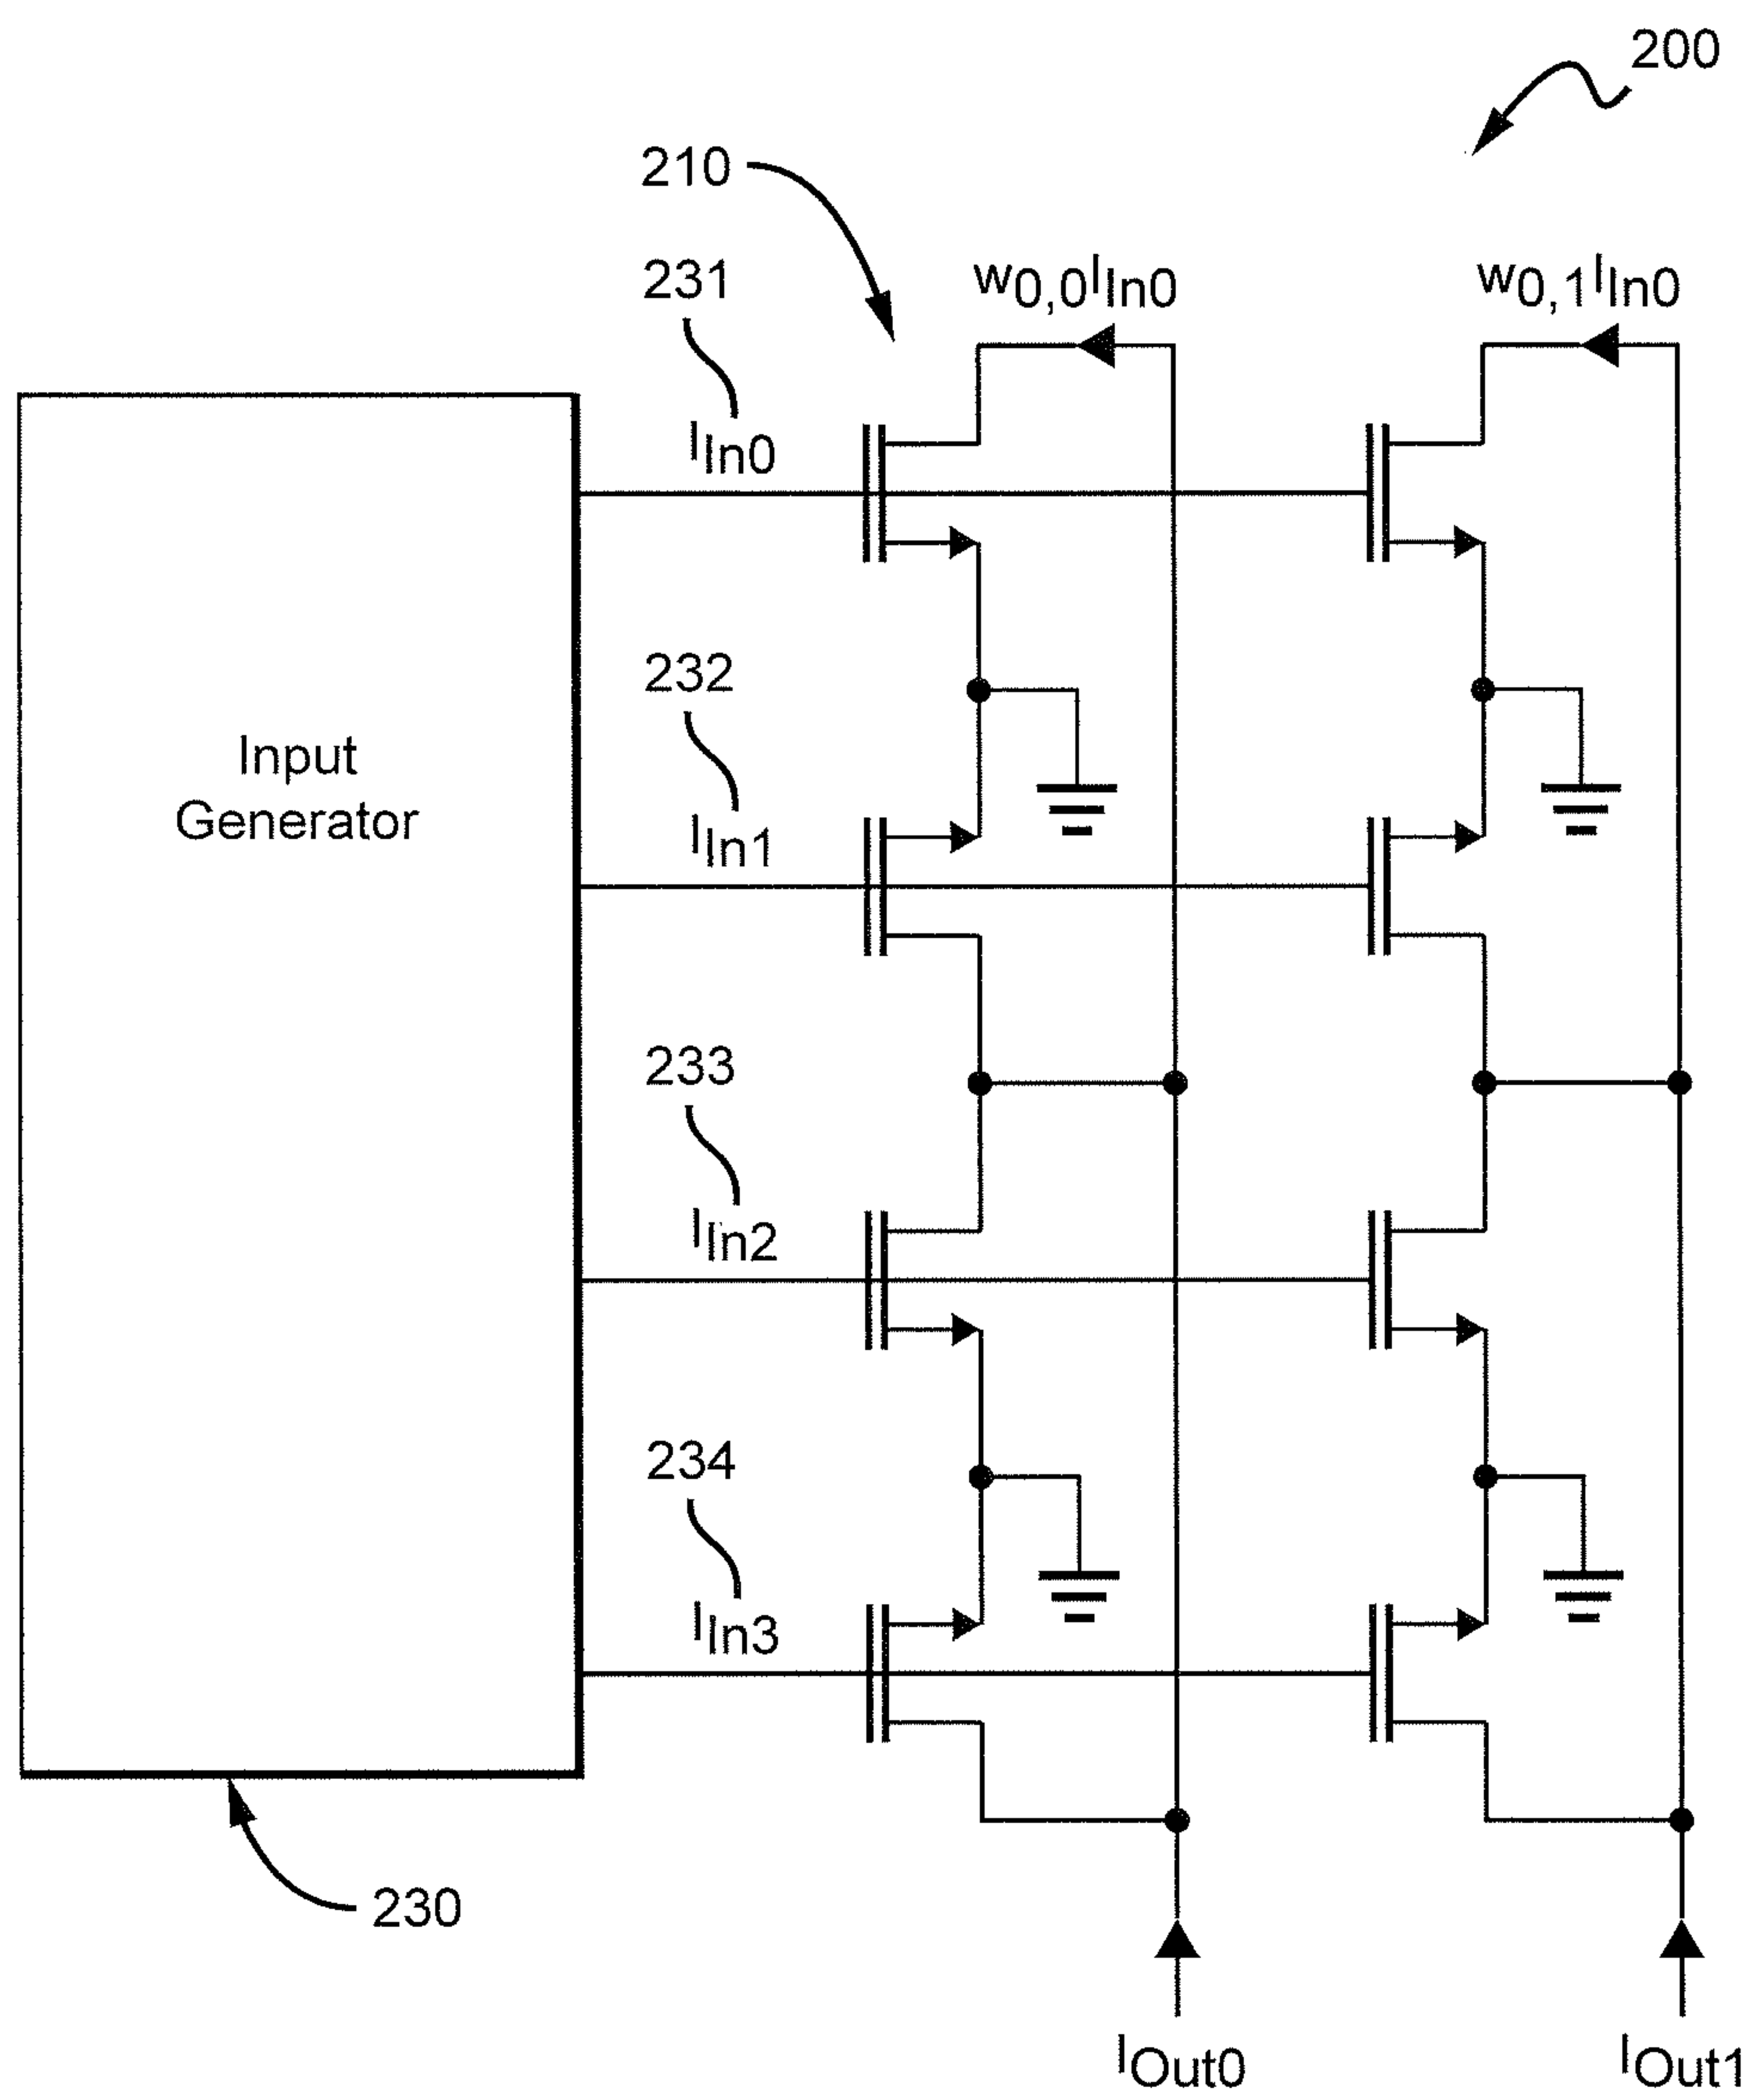 200
210
231
w0,0IIn0
w0,1IIn0
IIn0
232
Input
Generator
IIn1
233
IIn2
234
IIn3
230
IOut0
IOut1